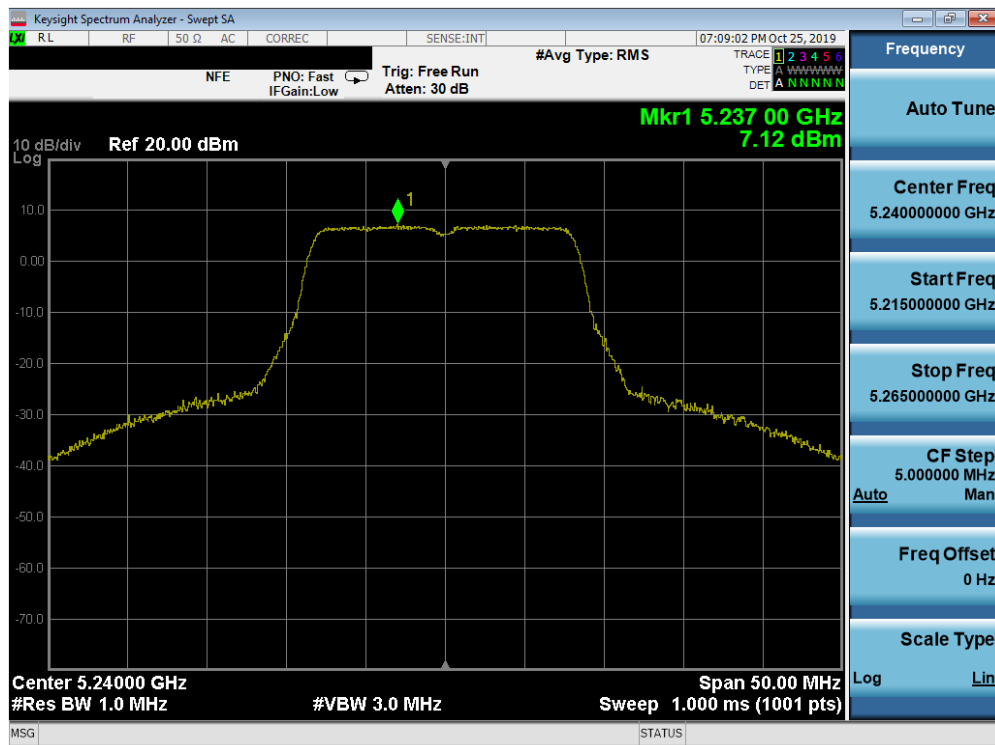 Keysight Spectrum Analyzer - Swept SA
LXI RL RF 50 Ω AC CORREC SENSE:INT 07:09:02 PM Oct 25, 2019
#Avg Type: RMS
TRACE 1 2 3 4 5 6
TYPE A WWWWWW
DET A N N N N N
NFE PNO: Fast Trig: Free Run
IFGain:Low Atten: 30 dB
Mkr1 5.237 00 GHz
7.12 dBm
10 dB/div Ref 20.00 dBm
Log
1
10.0
0.00
-10.0
-20.0
-30.0
-40.0
-50.0
-60.0
-70.0
Center 5.24000 GHz Span 50.00 MHz
#Res BW 1.0 MHz #VBW 3.0 MHz Sweep 1.000 ms (1001 pts)
MSG STATUS
Frequency
Auto Tune
Center Freq
5.240000000 GHz
Start Freq
5.215000000 GHz
Stop Freq
5.265000000 GHz
CF Step
5.000000 MHz
Auto Man
Freq Offset
0 Hz
Scale Type
Log Lin